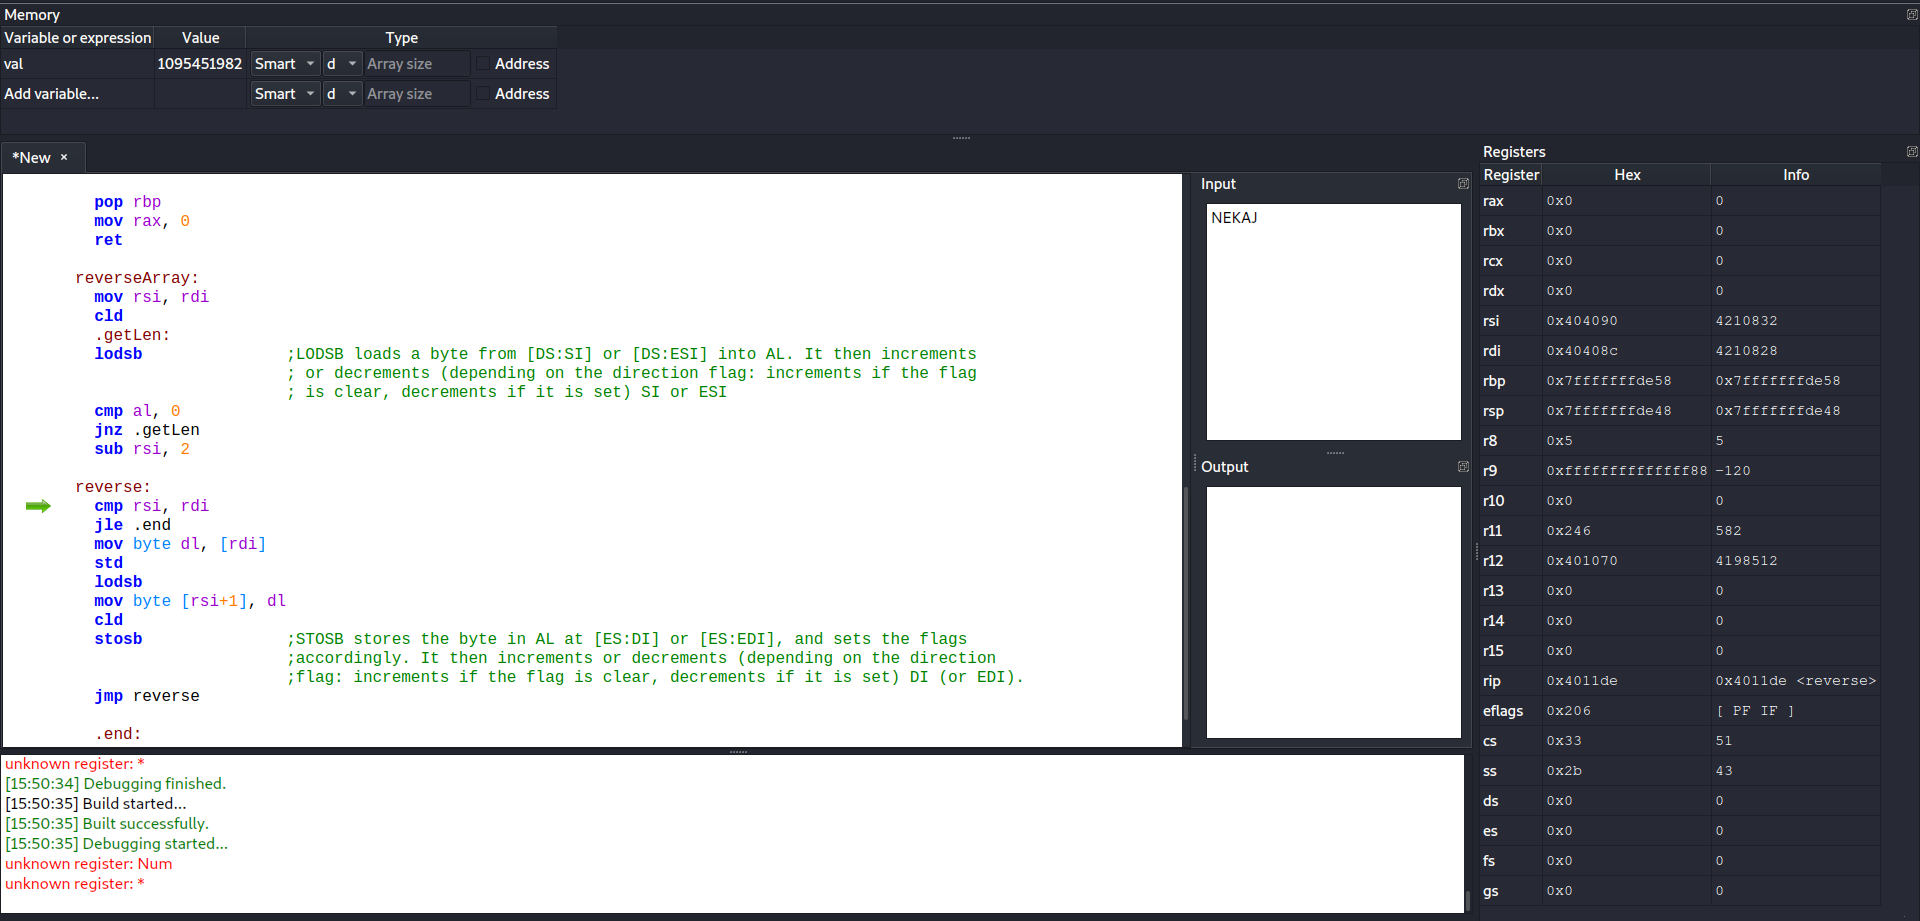 Memory
Variable or expression Value Type
val 1095451982 Smart d Array size Address
Add variable... Smart d Array size Address
*New ×
pop rbp
mov rax, 0
ret
reverseArray:
mov rsi, rdi
cld
.getLen:
lodsb ;LODSB loads a byte from [DS:SI] or [DS:ESI] into AL. It then increments
; or decrements (depending on the direction flag: increments if the flag
; is clear, decrements if it is set) SI or ESI
cmp al, 0
jnz .getLen
sub rsi, 2
reverse:
cmp rsi, rdi
jle .end
mov byte dl, [rdi]
std
lodsb
mov byte [rsi+1], dl
cld
stosb ;STOSB stores the byte in AL at [ES:DI] or [ES:EDI], and sets the flags
;accordingly. It then increments or decrements (depending on the direction
;flag: increments if the flag is clear, decrements if it is set) DI (or EDI).
jmp reverse
.end:
Input
NEKAJ
Output
Registers
Register Hex Info
rax 0x0 0
rbx 0x0 0
rcx 0x0 0
rdx 0x0 0
rsi 0x404090 4210832
rdi 0x40408c 4210828
rbp 0x7fffffffde58 0x7fffffffde58
rsp 0x7fffffffde48 0x7fffffffde48
r8 0x5 5
r9 0xffffffffffffff88 -120
r10 0x0 0
r11 0x246 582
r12 0x401070 4198512
r13 0x0 0
r14 0x0 0
r15 0x0 0
rip 0x4011de 0x4011de <reverse>
eflags 0x206 [ PF IF ]
cs 0x33 51
ss 0x2b 43
ds 0x0 0
es 0x0 0
fs 0x0 0
gs 0x0 0
unknown register: *
[15:50:34] Debugging finished.
[15:50:35] Build started...
[15:50:35] Built successfully.
[15:50:35] Debugging started...
unknown register: Num
unknown register: *